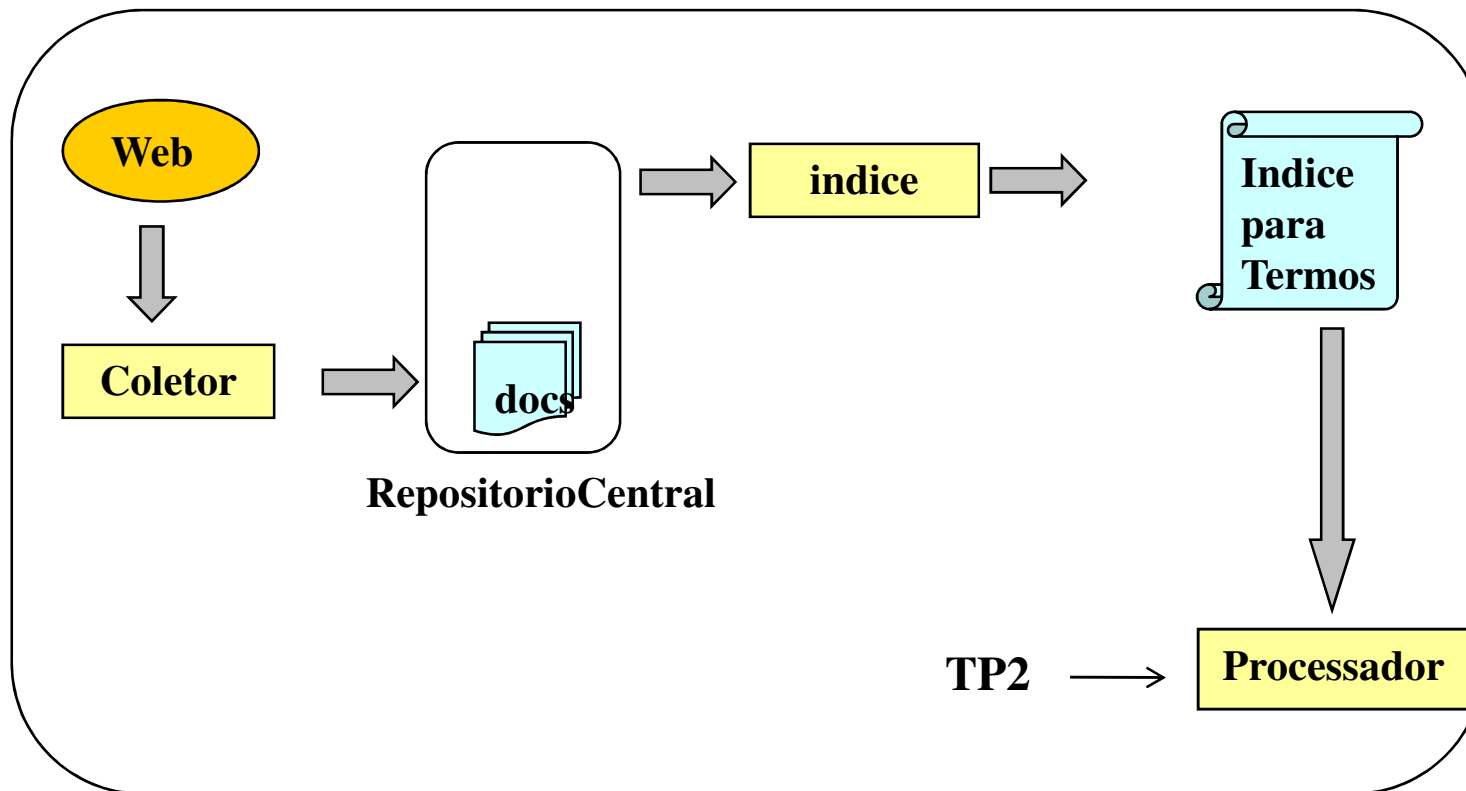 Web
indice
Indice
para
Termos
Coletor
docs
RepositorioCentral
TP2
Processador